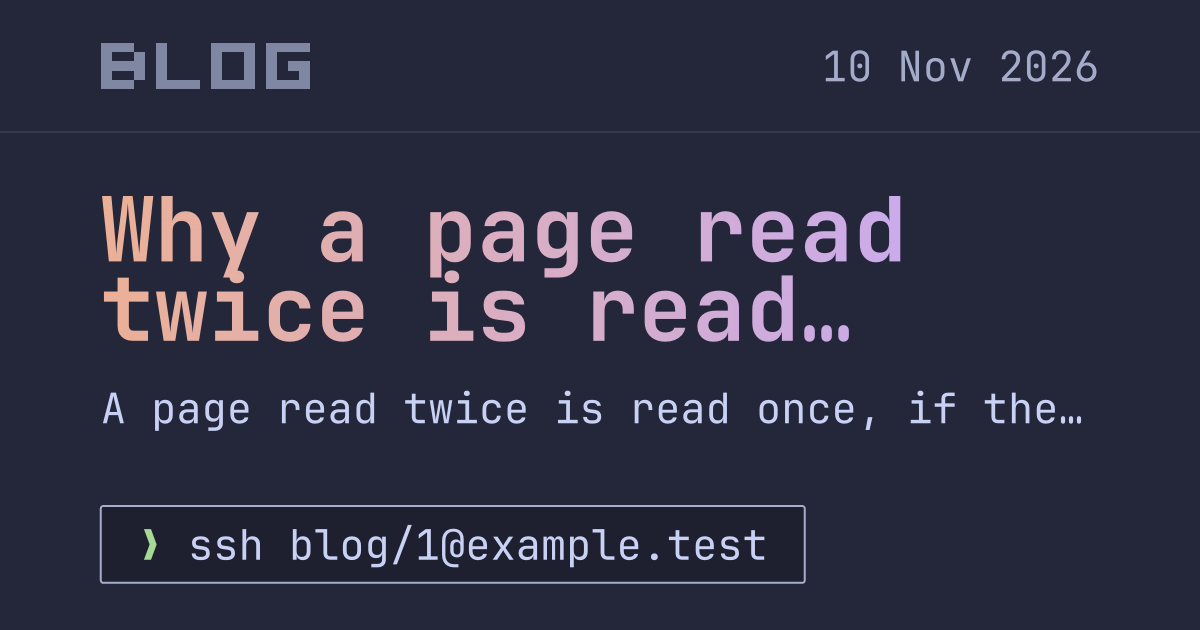 BLOG
10 Nov 2026
Why a page read
twice is read…
A page read twice is read once, if the…
❯ ssh blog/1@example.test